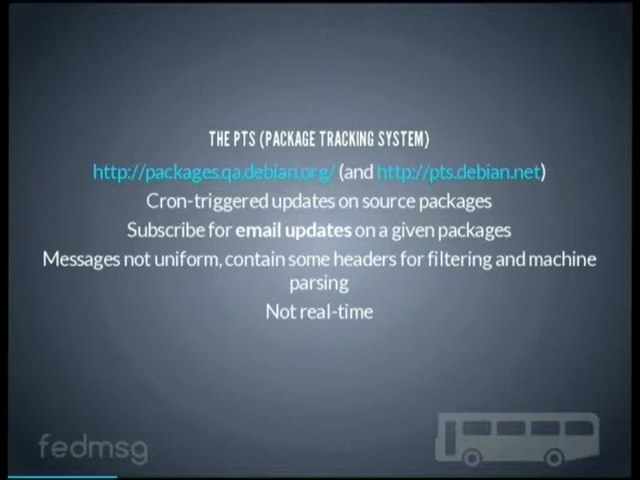 THE PTS (PACKAGE TRACKING SYSTEM)
http://packages.qa.debian.org/ (and http://pts.debian.net)
Cron-triggered updates on source packages
Subscribe for email updates on a given packages
Messages not uniform, contain some headers for filtering and machine
parsing
Not real-time
fedmsg